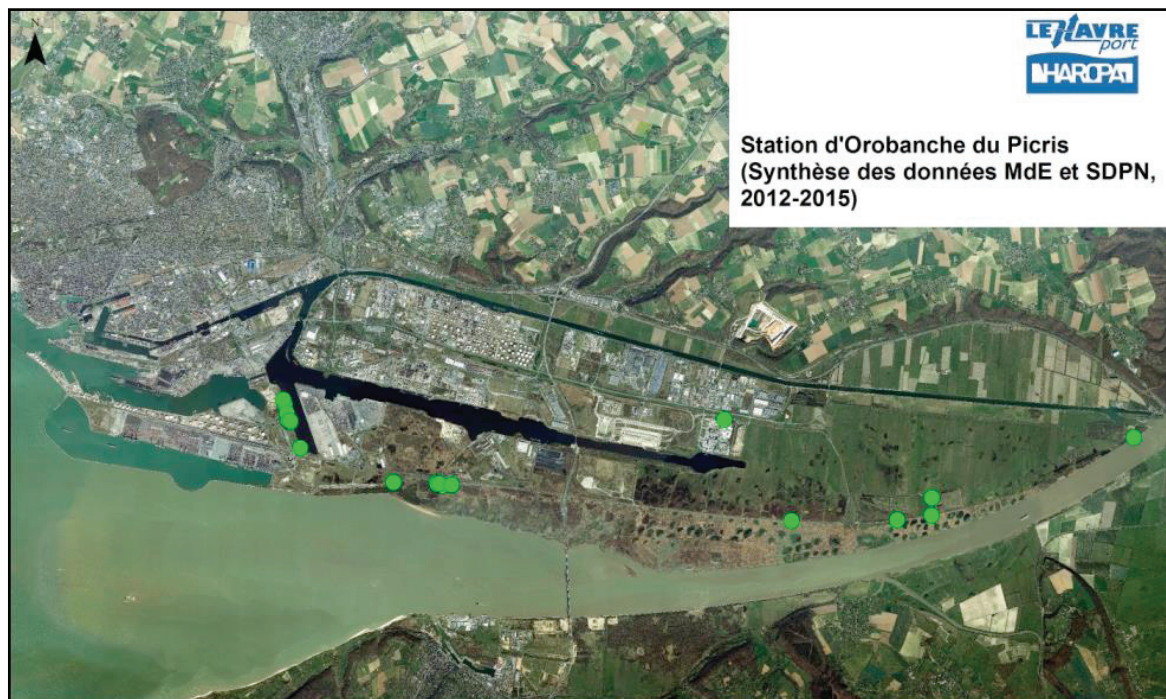 N
LE HAVRE
port
HAROPA
Station d'Orobanche du Picris
(Synthèse des données MdE et SDPN,
2012-2015)